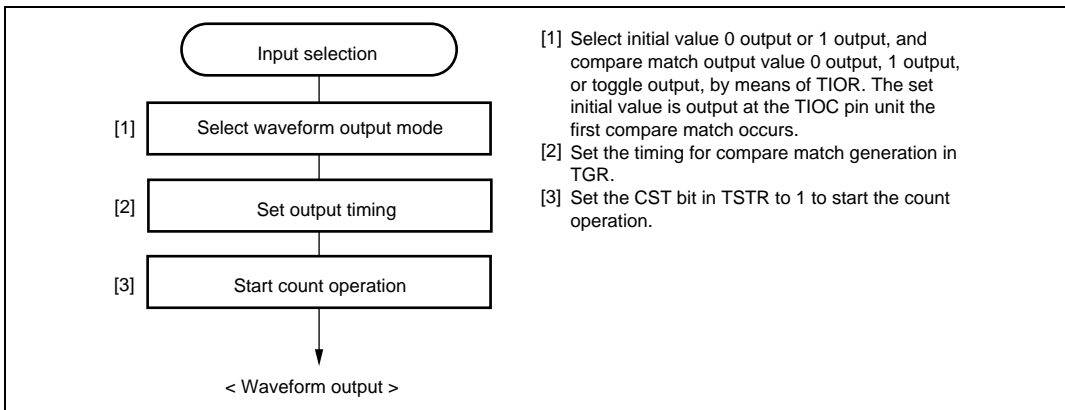 Input selection
[1] Select waveform output mode
[2] Set output timing
[3] Start count operation
< Waveform output >
[1] Select initial value 0 output or 1 output, and
compare match output value 0 output, 1 output,
or toggle output, by means of TIOR. The set
initial value is output at the TIOC pin unit the
first compare match occurs.
[2] Set the timing for compare match generation in
TGR.
[3] Set the CST bit in TSTR to 1 to start the count
operation.